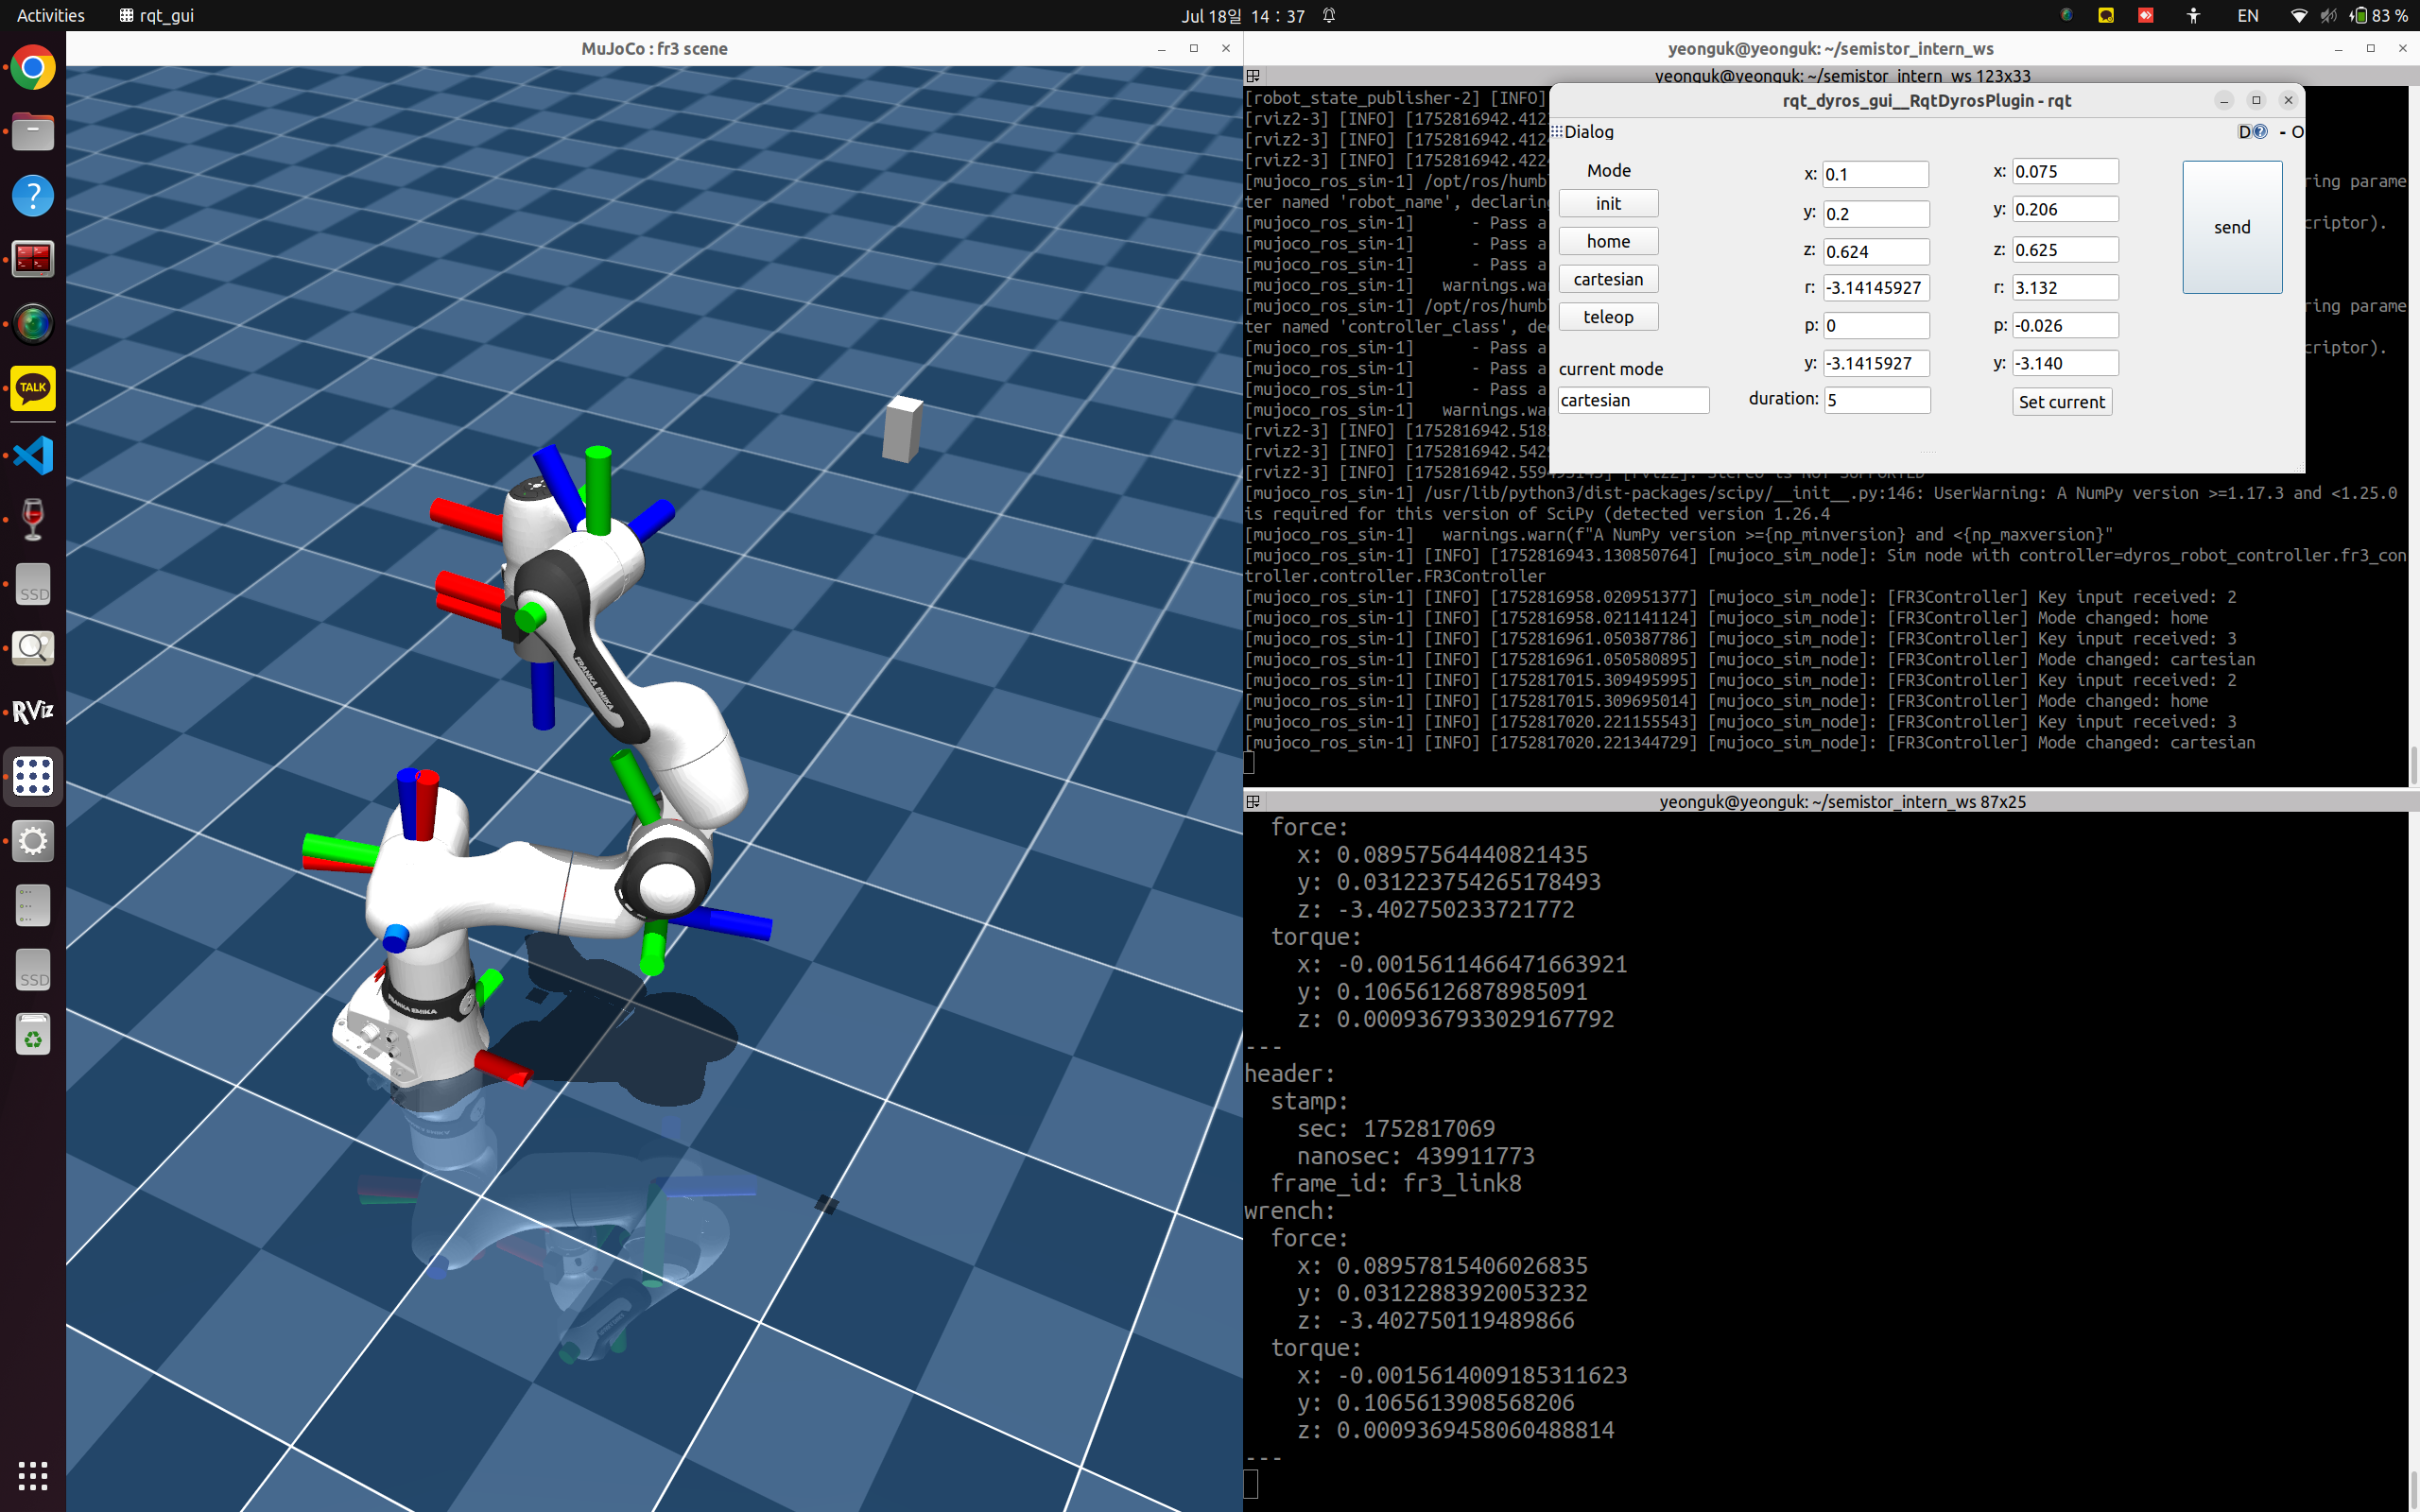 Activities
rqt_gui
Jul 18일 14 : 37
EN
83 %
MuJoCo : fr3 scene
TALK
SSD
RViz
SSD
FRANKA EMIKA
FRANKA EMIKA
yeonguk@yeonguk: ~/semistor_intern_ws
yeonguk@yeonguk: ~/semistor_intern_ws 123x33
[robot_state_publisher-2] [INFO]
[rviz2-3] [INFO] [1752816942.412
[rviz2-3] [INFO] [1752816942.412
[rviz2-3] [INFO] [1752816942.422
[mujoco_ros_sim-1] /opt/ros/humb ring parame
ter named 'robot_name', declaring criptor).
[mujoco_ros_sim-1] - Pass a
[mujoco_ros_sim-1] - Pass a
[mujoco_ros_sim-1] - Pass a
[mujoco_ros_sim-1] warnings.wa
[mujoco_ros_sim-1] /opt/ros/humb ring parame
ter named 'controller_class', de
[mujoco_ros_sim-1] - Pass a criptor).
[mujoco_ros_sim-1] - Pass a
[mujoco_ros_sim-1] - Pass a
[mujoco_ros_sim-1] warnings.wa
[rviz2-3] [INFO] [1752816942.518
[rviz2-3] [INFO] [1752816942.542
[rviz2-3] [INFO] [1752816942.559
[mujoco_ros_sim-1] /usr/lib/python3/dist-packages/scipy/__init__.py:146: UserWarning: A NumPy version >=1.17.3 and <1.25.0
is required for this version of SciPy (detected version 1.26.4
[mujoco_ros_sim-1] warnings.warn(f"A NumPy version >={np_minversion} and <{np_maxversion}"
[mujoco_ros_sim-1] [INFO] [1752816943.130850764] [mujoco_sim_node]: Sim node with controller=dyros_robot_controller.fr3_con
troller.controller.FR3Controller
[mujoco_ros_sim-1] [INFO] [1752816958.020951377] [mujoco_sim_node]: [FR3Controller] Key input received: 2
[mujoco_ros_sim-1] [INFO] [1752816958.021141124] [mujoco_sim_node]: [FR3Controller] Mode changed: home
[mujoco_ros_sim-1] [INFO] [1752816961.050387786] [mujoco_sim_node]: [FR3Controller] Key input received: 3
[mujoco_ros_sim-1] [INFO] [1752816961.050580895] [mujoco_sim_node]: [FR3Controller] Mode changed: cartesian
[mujoco_ros_sim-1] [INFO] [1752817015.309495995] [mujoco_sim_node]: [FR3Controller] Key input received: 2
[mujoco_ros_sim-1] [INFO] [1752817015.309695014] [mujoco_sim_node]: [FR3Controller] Mode changed: home
[mujoco_ros_sim-1] [INFO] [1752817020.221155543] [mujoco_sim_node]: [FR3Controller] Key input received: 3
[mujoco_ros_sim-1] [INFO] [1752817020.221344729] [mujoco_sim_node]: [FR3Controller] Mode changed: cartesian
rqt_dyros_gui__RqtDyrosPlugin - rqt
Dialog
D - O
Mode
init
home
cartesian
teleop
current mode
cartesian
x: 0.1
y: 0.2
z: 0.624
r: -3.14145927
p: 0
y: -3.1415927
duration: 5
x: 0.075
y: 0.206
z: 0.625
r: 3.132
p: -0.026
y: -3.140
Set current
send
yeonguk@yeonguk: ~/semistor_intern_ws 87x25
force:
x: 0.08957564440821435
y: 0.031223754265178493
z: -3.402750233721772
torque:
x: -0.0015611466471663921
y: 0.10656126878985091
z: 0.0009367933029167792
---
header:
stamp:
sec: 1752817069
nanosec: 439911773
frame_id: fr3_link8
wrench:
force:
x: 0.08957815406026835
y: 0.03122883920053232
z: -3.402750119489866
torque:
x: -0.0015614009185311623
y: 0.1065613908568206
z: 0.0009369458060488814
---